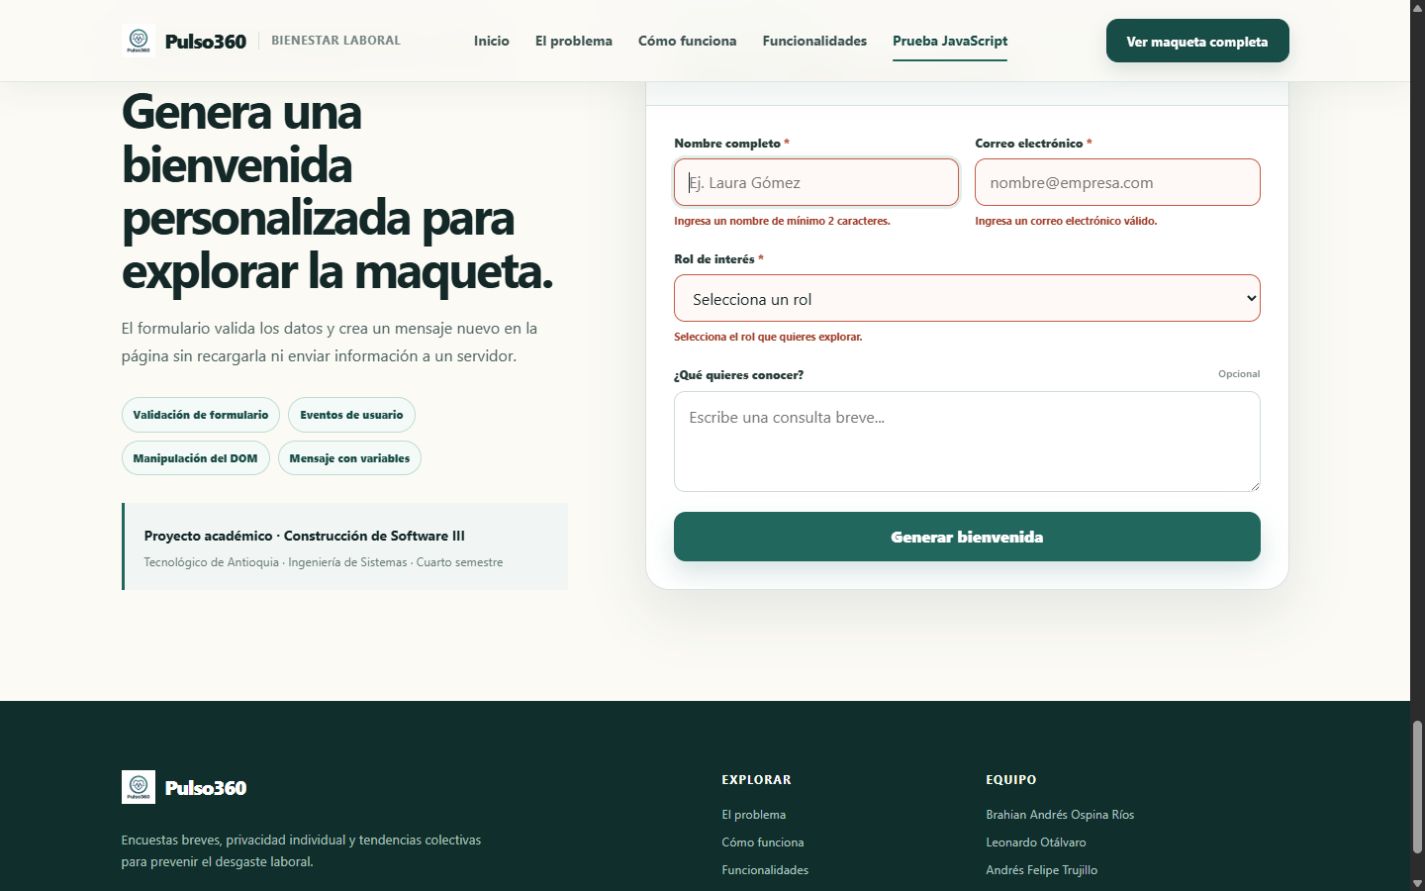 Pulso360
Pulso360
BIENESTAR LABORAL
Inicio
El problema
Cómo funciona
Funcionalidades
Prueba JavaScript
Ver maqueta completa
Genera una
bienvenida
personalizada para
explorar la maqueta.
El formulario valida los datos y crea un mensaje nuevo en la
página sin recargarla ni enviar información a un servidor.
Validación de formulario
Eventos de usuario
Manipulación del DOM
Mensaje con variables
Proyecto académico · Construcción de Software III
Tecnológico de Antioquia · Ingeniería de Sistemas · Cuarto semestre
Nombre completo *
Ej. Laura Gómez
Ingresa un nombre de mínimo 2 caracteres.
Correo electrónico *
nombre@empresa.com
Ingresa un correo electrónico válido.
Rol de interés *
Selecciona un rol
Selecciona el rol que quieres explorar.
¿Qué quieres conocer?
Opcional
Escribe una consulta breve...
Generar bienvenida
Pulso360
Pulso360
Encuestas breves, privacidad individual y tendencias colectivas
para prevenir el desgaste laboral.
EXPLORAR
El problema
Cómo funciona
Funcionalidades
EQUIPO
Brahian Andrés Ospina Ríos
Leonardo Otálvaro
Andrés Felipe Trujillo